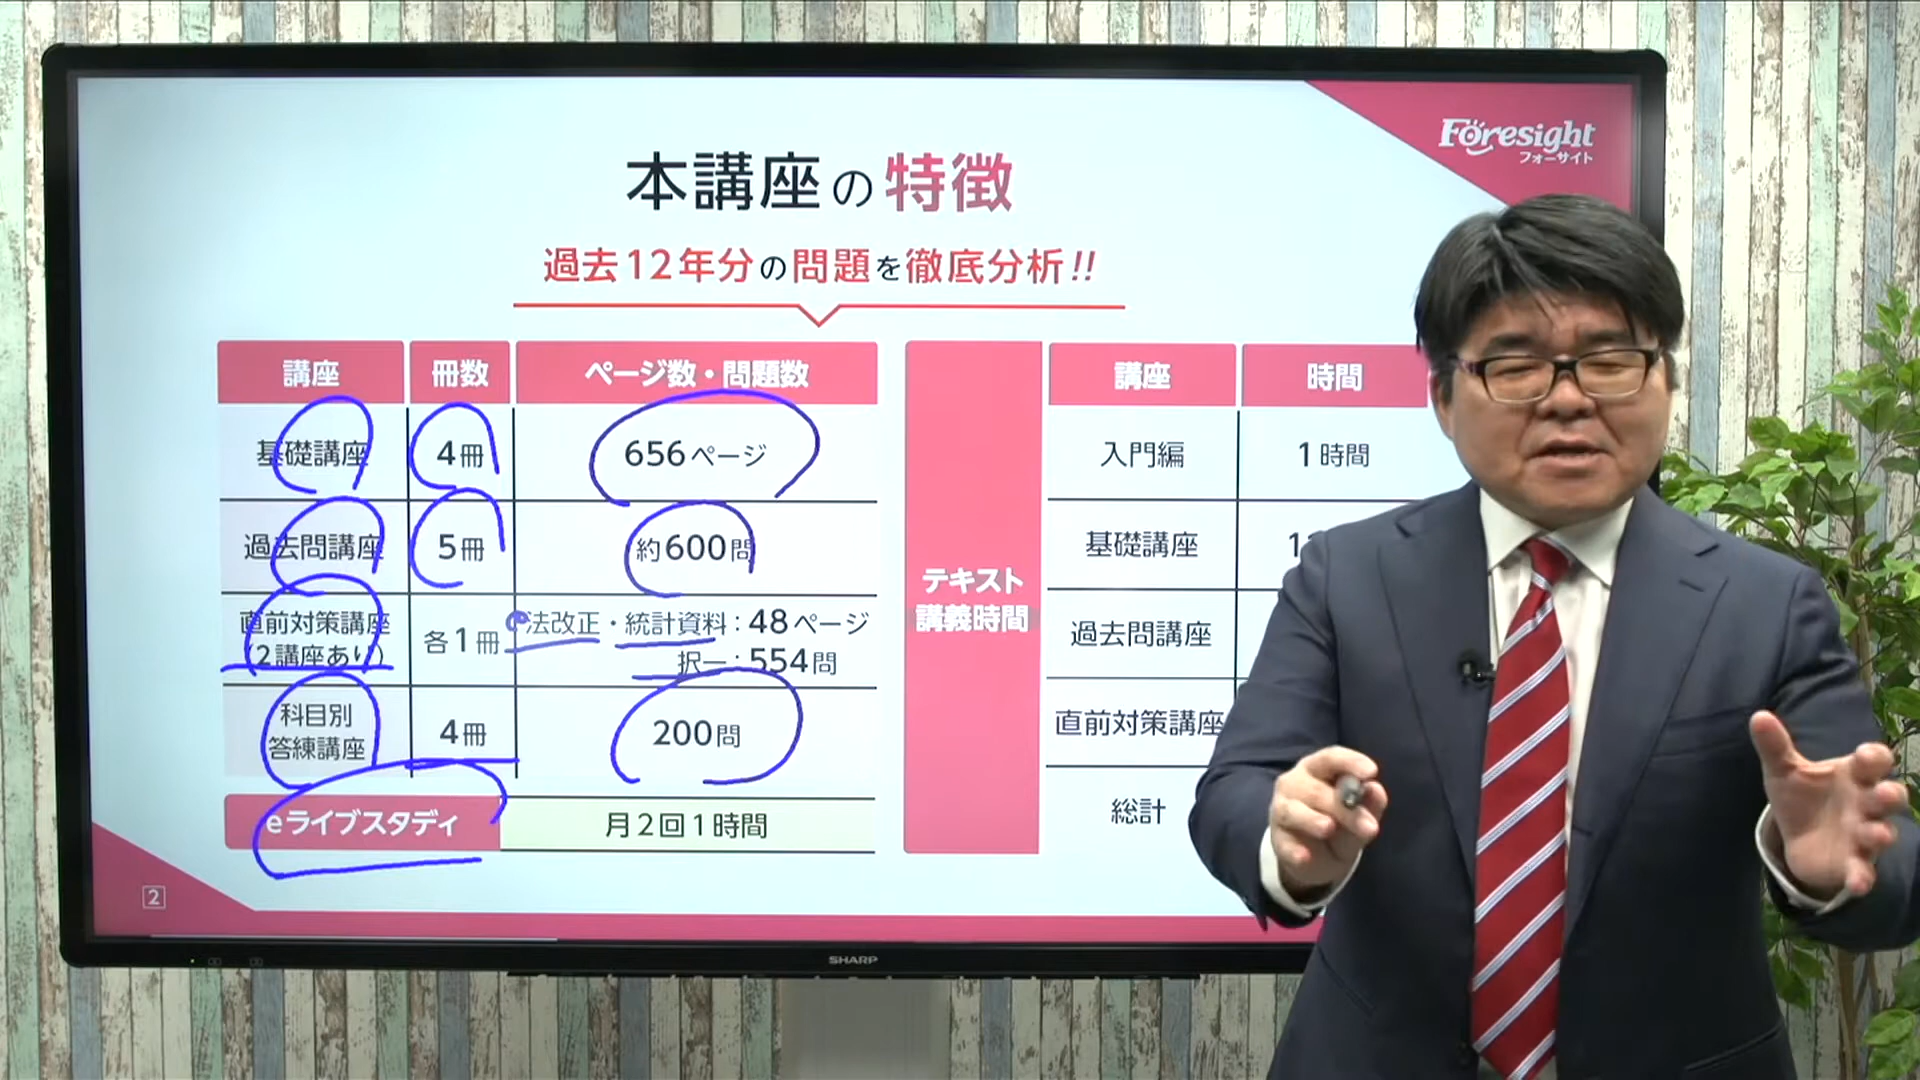 Foresight
フォーサイト
本講座の特徴
過去12年分の問題を徹底分析!!
講座 冊数 ページ数・問題数
基礎講座 4冊 656ページ
過去問講座 5冊 約600問
直前対策講座
(2講座あり)
各1冊
法改正・統計資料：48ページ
択一：554問
科目別
答練講座
4冊 200問
eライブスタディ 月2回1時間
テキスト
講義時間
講座 時間
入門編 1時間
基礎講座
過去問講座
直前対策講座
総計
2
SHARP